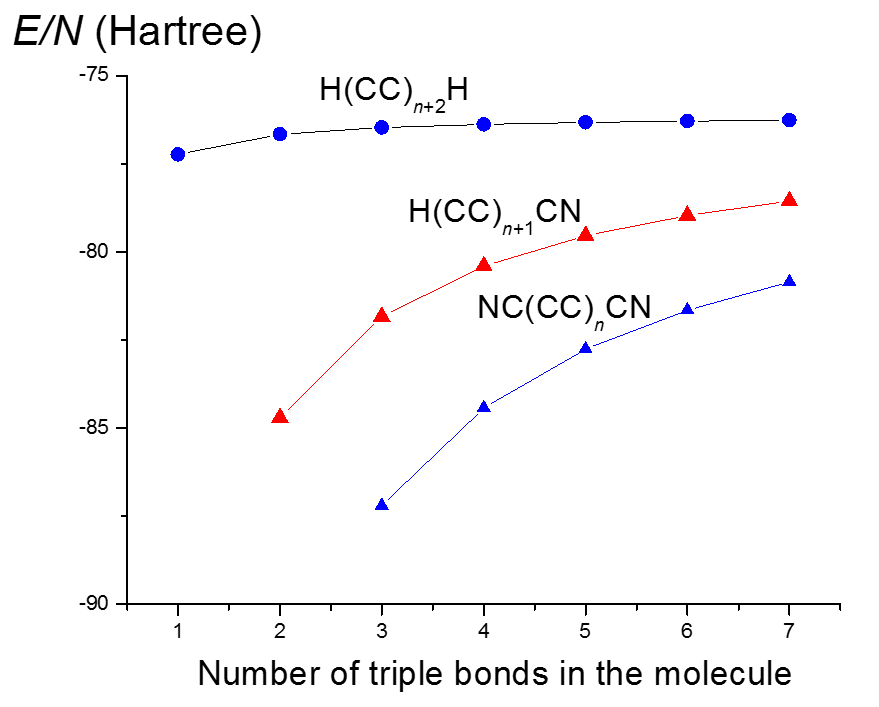 E/N (Hartree)
-75
H(CC)n+2H
H(CC)n+1CN
-80
NC(CC)nCN
-85
-90
1 2 3 4 5 6 7
Number of triple bonds in the molecule